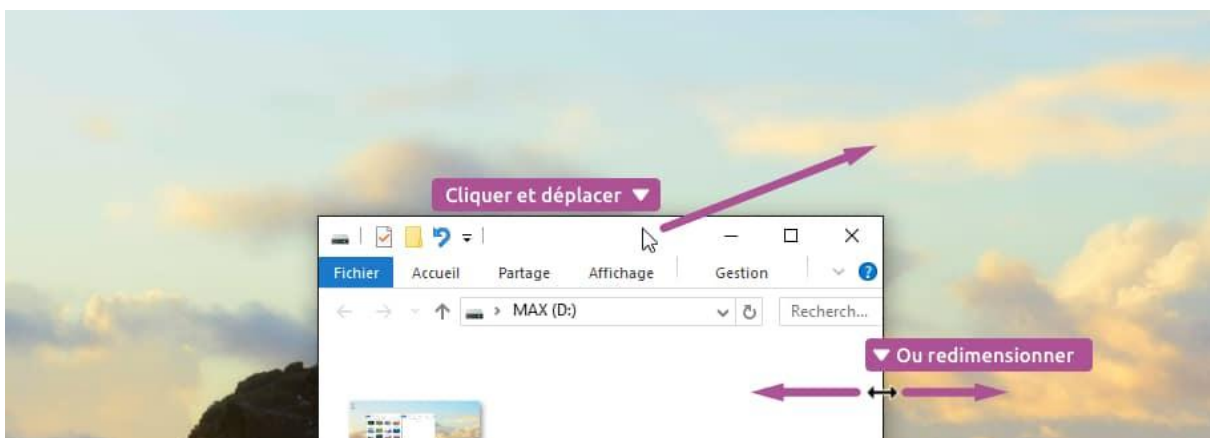 Cliquer et déplacer
Fichier Accueil Partage Affichage Gestion
MAX (D:) Recherch...
Ou redimensionner